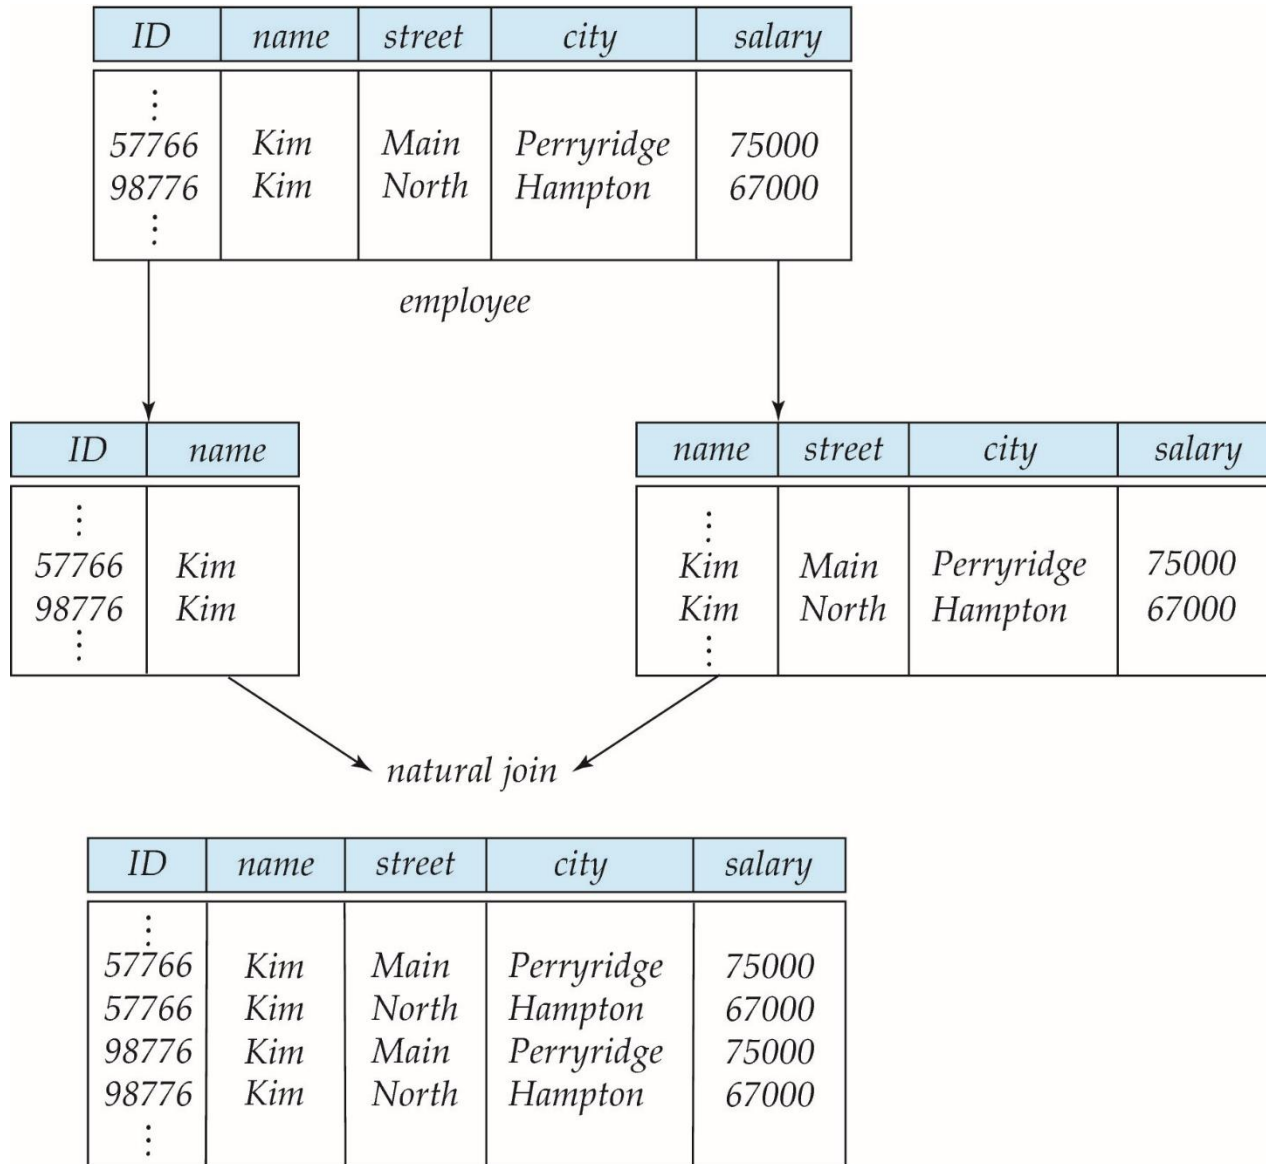 ID name street city salary
⋮
57766 Kim Main Perryridge 75000
98776 Kim North Hampton 67000
⋮
employee
ID name
⋮
57766 Kim
98776 Kim
⋮
name street city salary
⋮
Kim Main Perryridge 75000
Kim North Hampton 67000
⋮
natural join
ID name street city salary
⋮
57766 Kim Main Perryridge 75000
57766 Kim North Hampton 67000
98776 Kim Main Perryridge 75000
98776 Kim North Hampton 67000
⋮